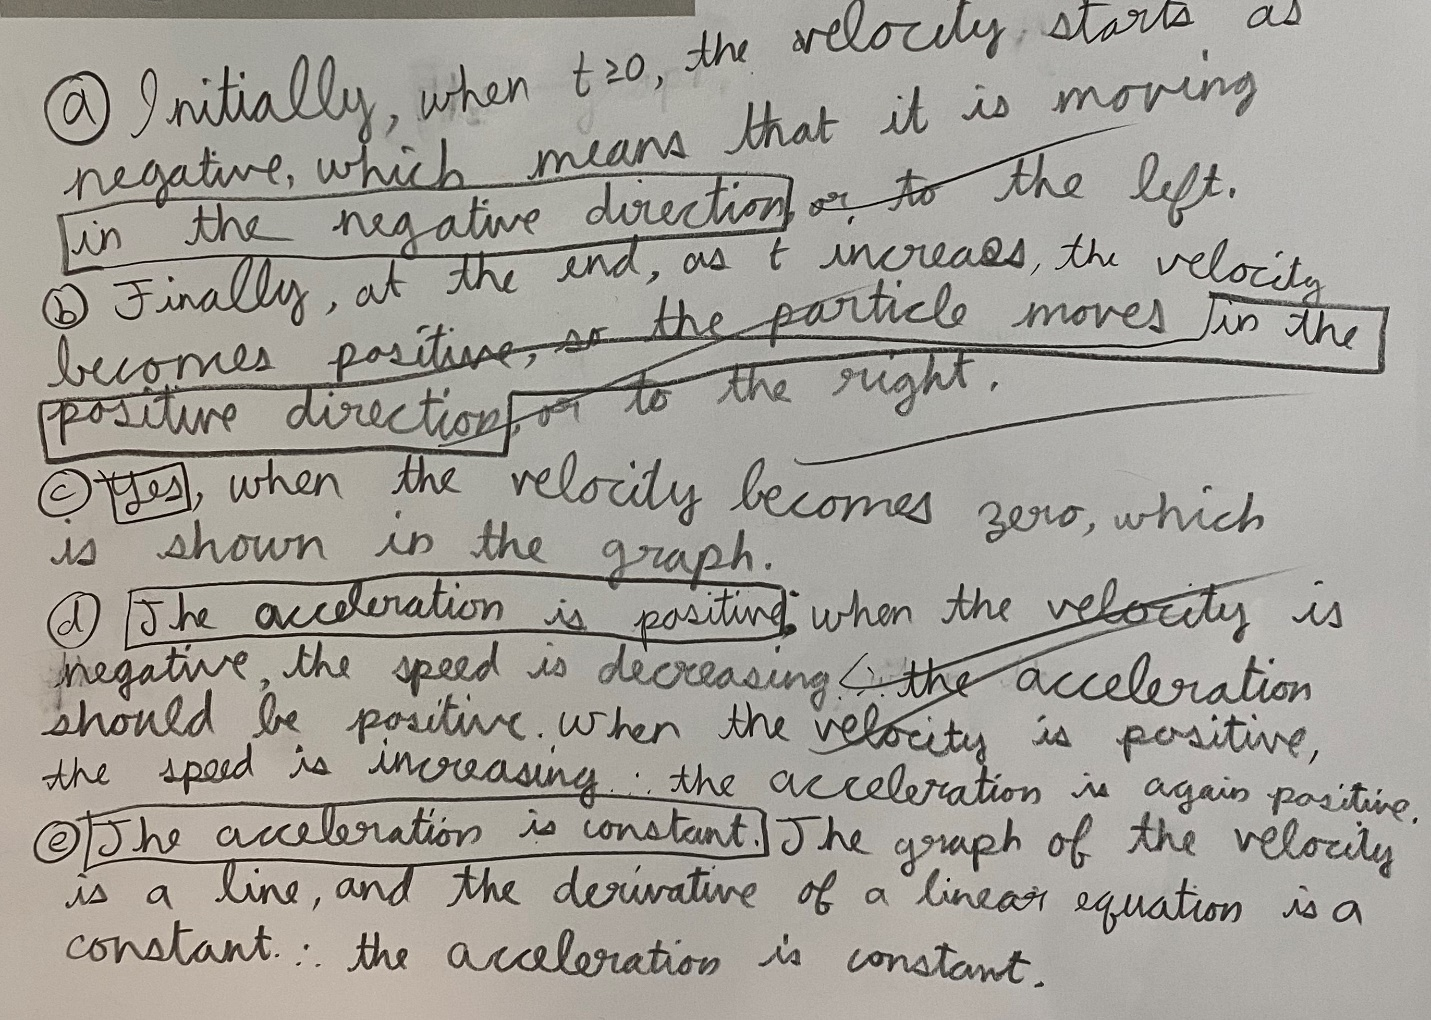 (a) Initially, when t≥0, the velocity starts as
negative, which means that it is moving
in the negative direction, or to the left.
(b) Finally, at the end, as t increases, the velocity
becomes positive, so the particle moves in the
positive direction, or to the right.
(c) Yes, when the velocity becomes zero, which
is shown in the graph.
(d) The acceleration is positive; when the velocity is
negative, the speed is decreasing ∴ the acceleration
should be positive. When the velocity is positive,
the speed is increasing ∴ the acceleration is again positive.
(e) The acceleration is constant. The graph of the velocity
is a line, and the derivative of a linear equation is a
constant. ∴ the acceleration is constant.